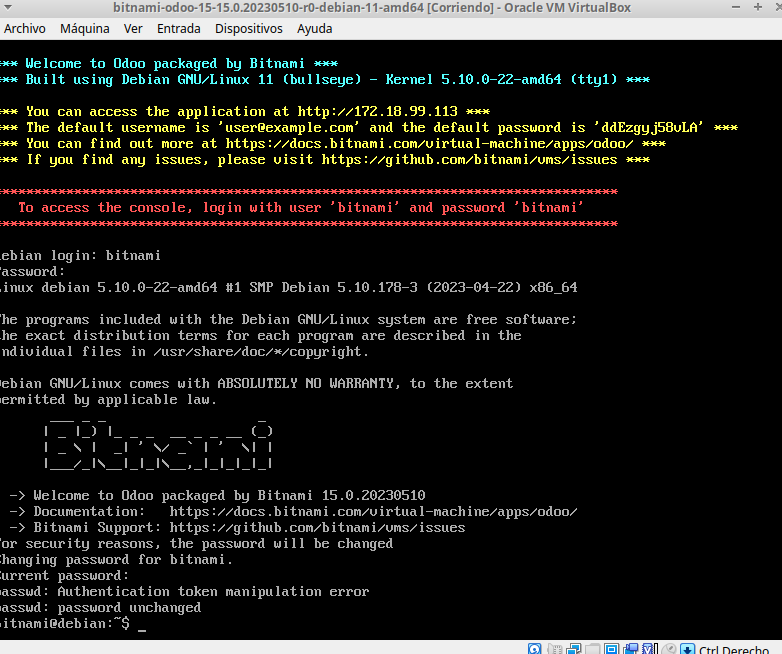 bitnami-odoo-15-15.0.20230510-r0-debian-11-amd64 [Corriendo] - Oracle VM VirtualBox
Archivo Máquina Ver Entrada Dispositivos Ayuda
*** Welcome to Odoo packaged by Bitnami ***
*** Built using Debian GNU/Linux 11 (bullseye) - Kernel 5.10.0-22-amd64 (tty1) ***
*** You can access the application at http://172.18.99.113 ***
*** The default username is 'user@example.com' and the default password is 'ddEzgyj58vLA' ***
*** You can find out more at https://docs.bitnami.com/virtual-machine/apps/odoo/ ***
*** If you find any issues, please visit https://github.com/bitnami/vms/issues ***
******************************************************************************
To access the console, login with user 'bitnami' and password 'bitnami'
******************************************************************************
ebian login: bitnami
assword:
inux debian 5.10.0-22-amd64 #1 SMP Debian 5.10.178-3 (2023-04-22) x86_64
he programs included with the Debian GNU/Linux system are free software;
he exact distribution terms for each program are described in the
ndividual files in /usr/share/doc/*/copyright.
ebian GNU/Linux comes with ABSOLUTELY NO WARRANTY, to the extent
ermitted by applicable law.
Bitnami
-> Welcome to Odoo packaged by Bitnami 15.0.20230510
-> Documentation: https://docs.bitnami.com/virtual-machine/apps/odoo/
-> Bitnami Support: https://github.com/bitnami/vms/issues
or security reasons, the password will be changed
hanging password for bitnami.
urrent password:
asswd: Authentication token manipulation error
asswd: password unchanged
itnami@debian:~$ _
Ctrl Derecho